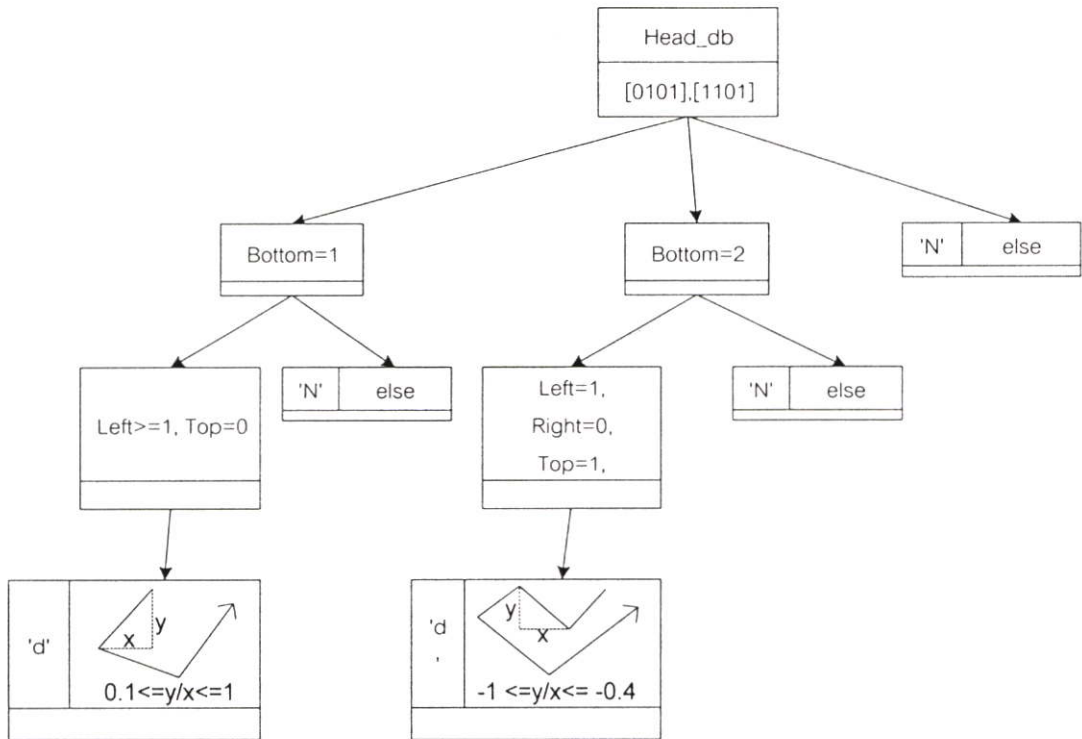 Head_db
[0101],[1101]
Bottom=1
Bottom=2
'N' else
Left>=1, Top=0
'N' else
Left=1,
Right=0,
Top=1,
'N' else
'd'
x
y
0.1<=y/x<=1
'd
'
y
x
-1 <=y/x<= -0.4